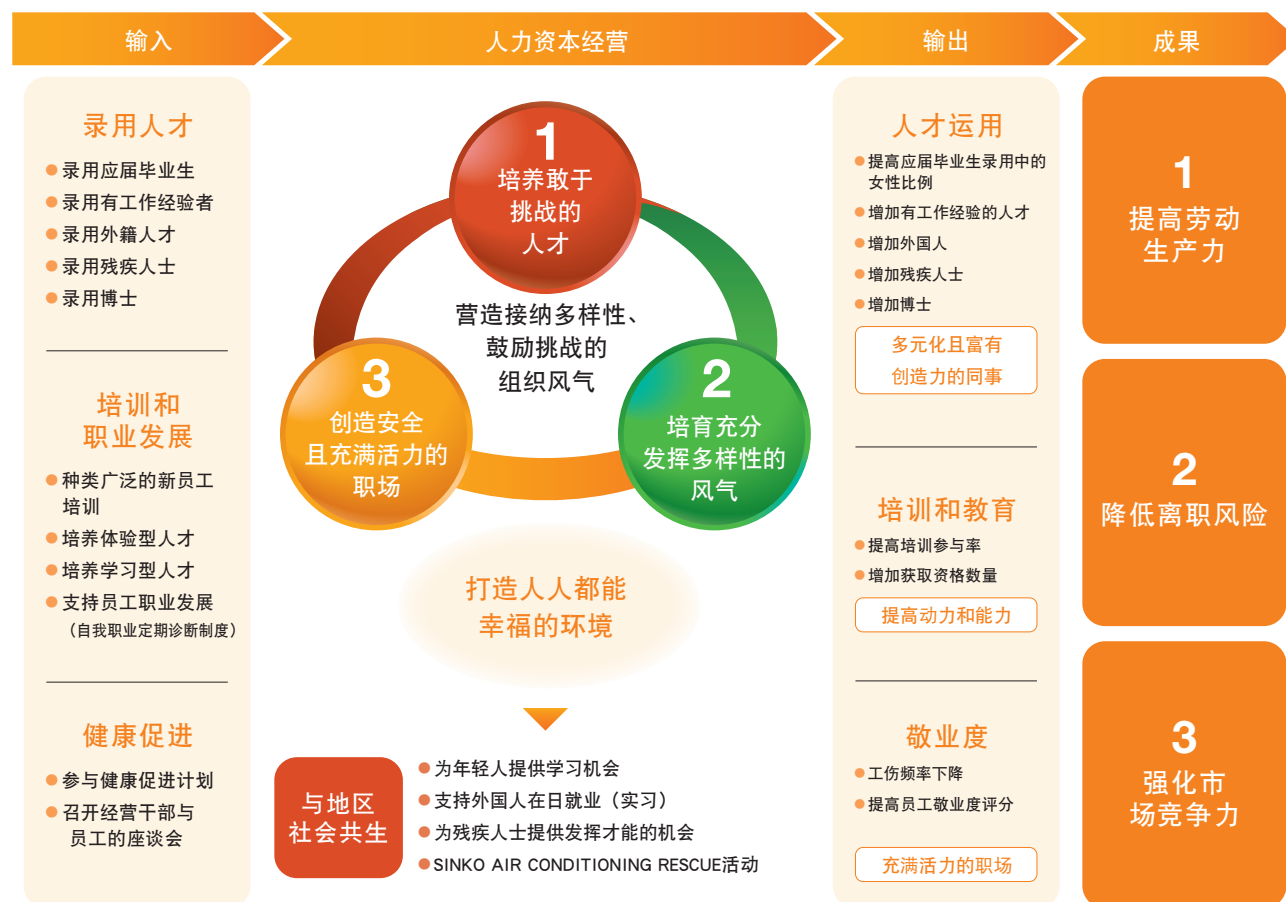 输入
人力资本经营
输出
成果
录用人才
●录用应届毕业生
●录用有工作经验者
●录用外籍人才
●录用残疾人士
●录用博士
培训和
职业发展
●种类广泛的新员工
培训
●培养体验型人才
●培养学习型人才
●支持员工职业发展
（自我职业定期诊断制度）
健康促进
●参与健康促进计划
●召开经营干部与
员工的座谈会
1
培养敢于
挑战的
人才
营造接纳多样性、
鼓励挑战的
组织风气
3
创造安全
且充满活力的
职场
2
培育充分
发挥多样性的
风气
打造人人都能
幸福的环境
与地区
社会共生
●为年轻人提供学习机会
●支持外国人在日就业（实习）
●为残疾人士提供发挥才能的机会
●SINKO AIR CONDITIONING RESCUE活动
人才运用
●提高应届毕业生录用中的
女性比例
●增加有工作经验的人才
●增加外国人
●增加残疾人士
●增加博士
多元化且富有
创造力的同事
培训和教育
●提高培训参与率
●增加获取资格数量
提高动力和能力
敬业度
●工伤频率下降
●提高员工敬业度评分
充满活力的职场
1
提高劳动
生产力
2
降低离职风险
3
强化市
场竞争力